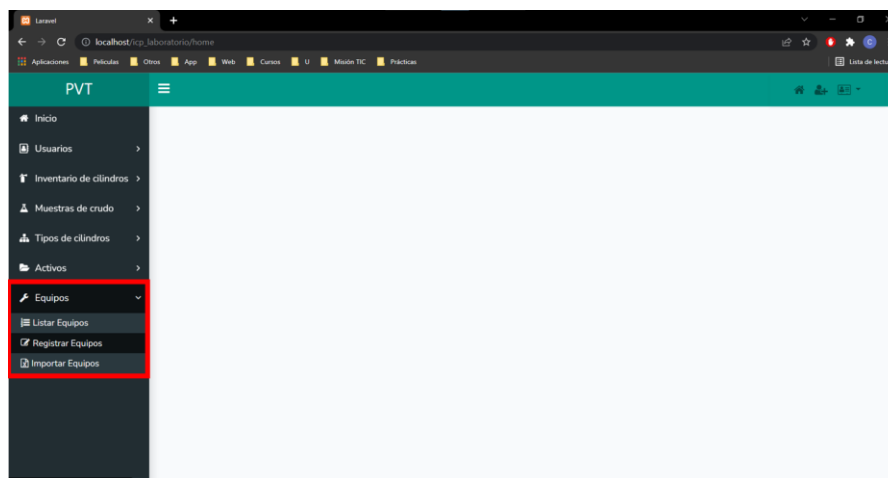 Laravel
localhost/icp_laboratorio/home
Aplicaciones Peliculas Otros App Web Cursos U Misión TIC Prácticas Lista de lectu
PVT
Inicio
Usuarios
Inventario de cilindros
Muestras de crudo
Tipos de cilindros
Activos
Equipos
Listar Equipos
Registrar Equipos
Importar Equipos